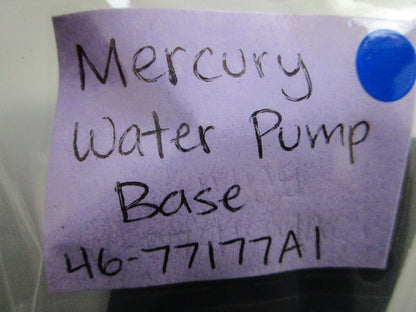 Mercury
Water Pump
Base
46-77177A1